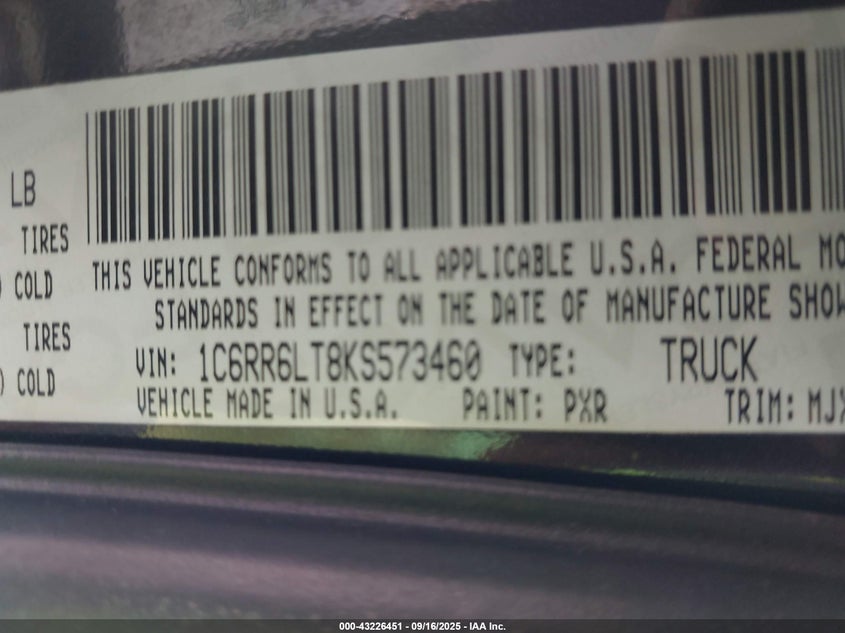 LB
TIRES
COLD
TIRES
) COLD
THIS VEHICLE CONFORMS TO ALL APPLICABLE U.S.A. FEDERAL MO
STANDARDS IN EFFECT ON THE DATE OF MANUFACTURE SHOW
VIN: 1C6RR6LT8KS573460 TYPE: TRUCK
VEHICLE MADE IN U.S.A. PAINT: PXR TRIM: MJX
000-43226451 - 09/16/2025 - IAA Inc.